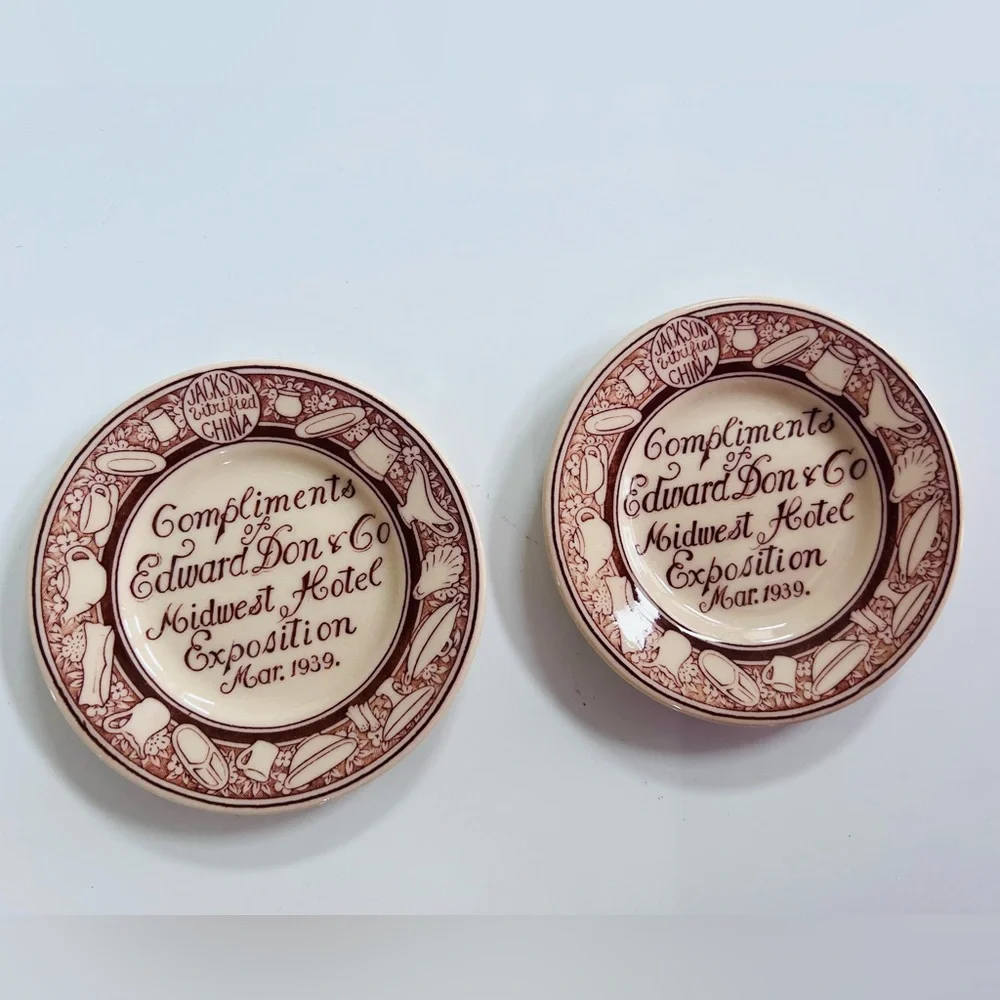 JACKSON
Vitrified
CHINA
Compliments
of
Edward Don & Co
Midwest Hotel
Exposition
Mar. 1939.
JACKSON
Vitrified
CHINA
Compliments
of
Edward Don & Co
Midwest Hotel
Exposition
Mar. 1939.